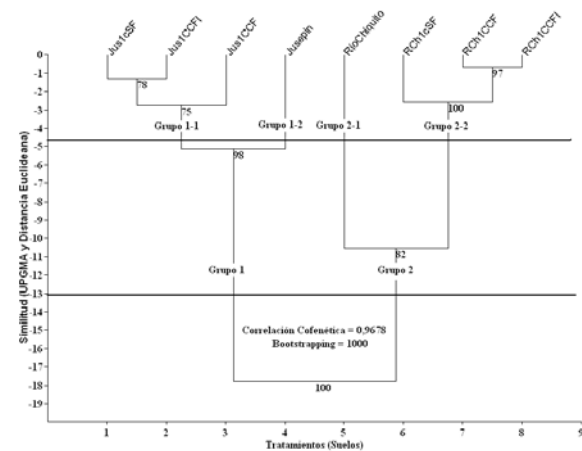 Jus1cSF
Jus1CCFI
Jus1CCF
Jusepín
RíoChiquito
RCh1cSF
RCh1CCF
RCh1CCFI
0
-1
-2
-3
-4
-5
-6
-7
-8
-9
-10
-11
-12
-13
-14
-15
-16
-17
-18
-19
Similitud (UPGMA y Distancia Euclideana)
78
97
75
100
Grupo 1-1
Grupo 1-2
Grupo 2-1
Grupo 2-2
98
82
Grupo 1
Grupo 2
Correlación Cofenética = 0,9678
Bootstrapping = 1000
100
1 2 3 4 5 6 7 8 9
Tratamientos (Suelos)